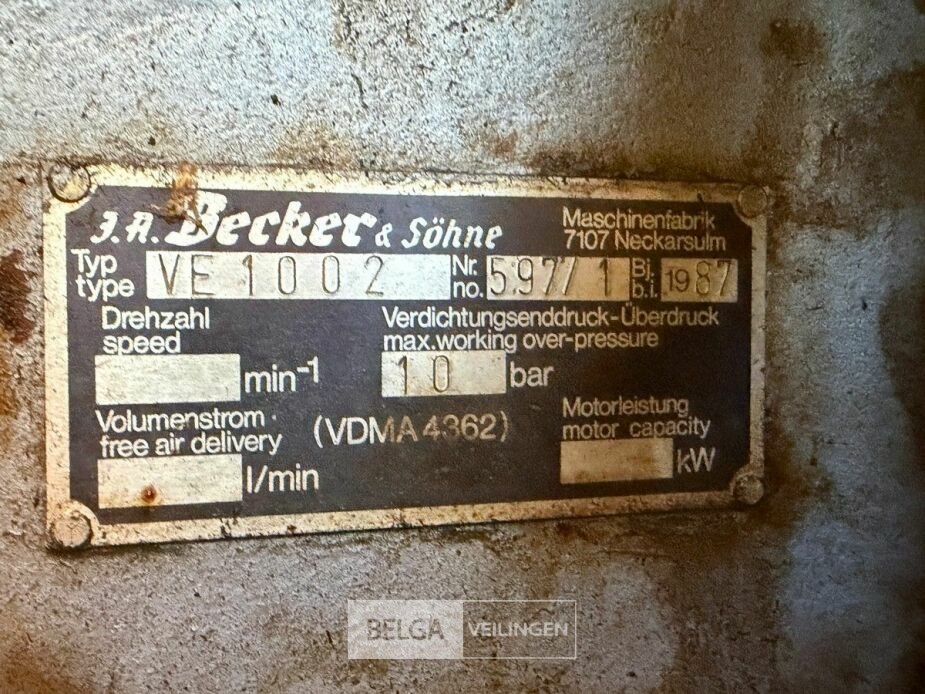 J.A. Becker & Söhne
Maschinenfabrik
7107 Neckarsulm
Typ
type
VE 1002
Nr.
no.
597/1
Bj.
b.i.
1987
Drehzahl
speed
min-1
Verdichtungsenddruck-Überdruck
max.working over-pressure
10 bar
Volumenstrom
free air delivery
(VDMA 4362)
l/min
Motorleistung
motor capacity
kW
BELGA VEILINGEN